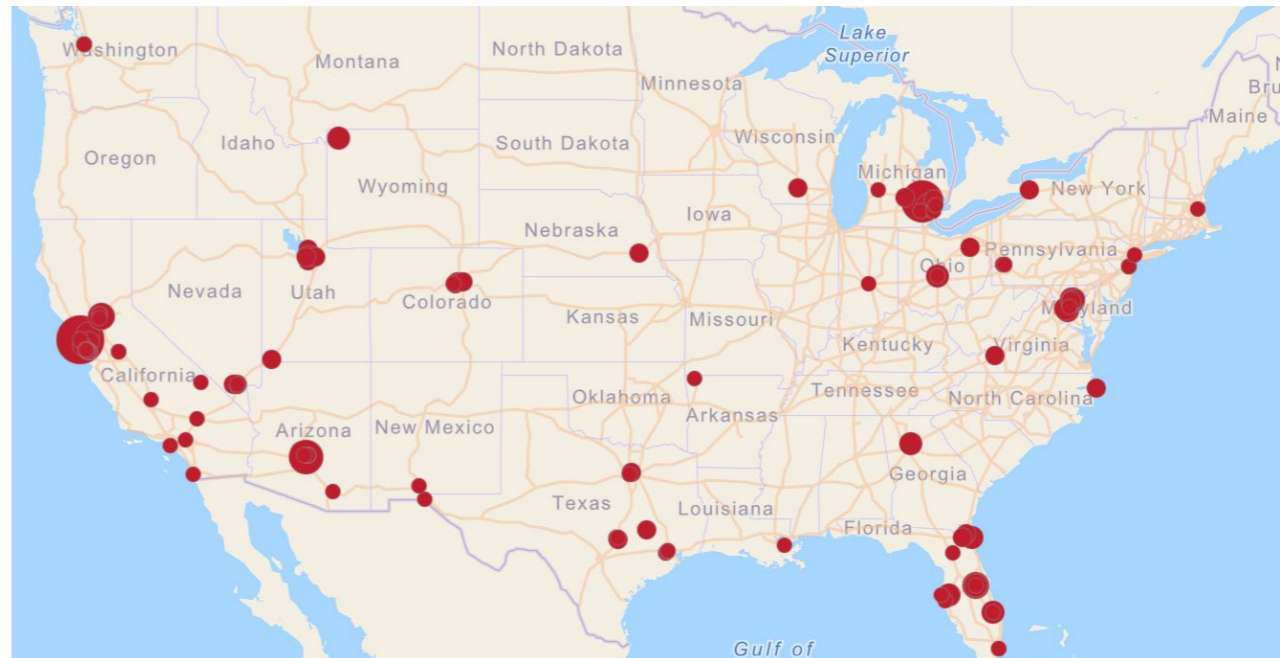 Lake
Superior
Washington
Montana
North Dakota
Minnesota
Bru
Maine
Oregon
Idaho
South Dakota
Wisconsin
Michigan
New York
Wyoming
Iowa
Nebraska
Pennsylvania
Ohio
Nevada
Utah
Colorado
Kansas
Missouri
Maryland
Kentucky
Virginia
California
Oklahoma
Tennessee
North Carolina
Arkansas
Arizona
New Mexico
Georgia
Texas
Louisiana
Florida
Gulf of